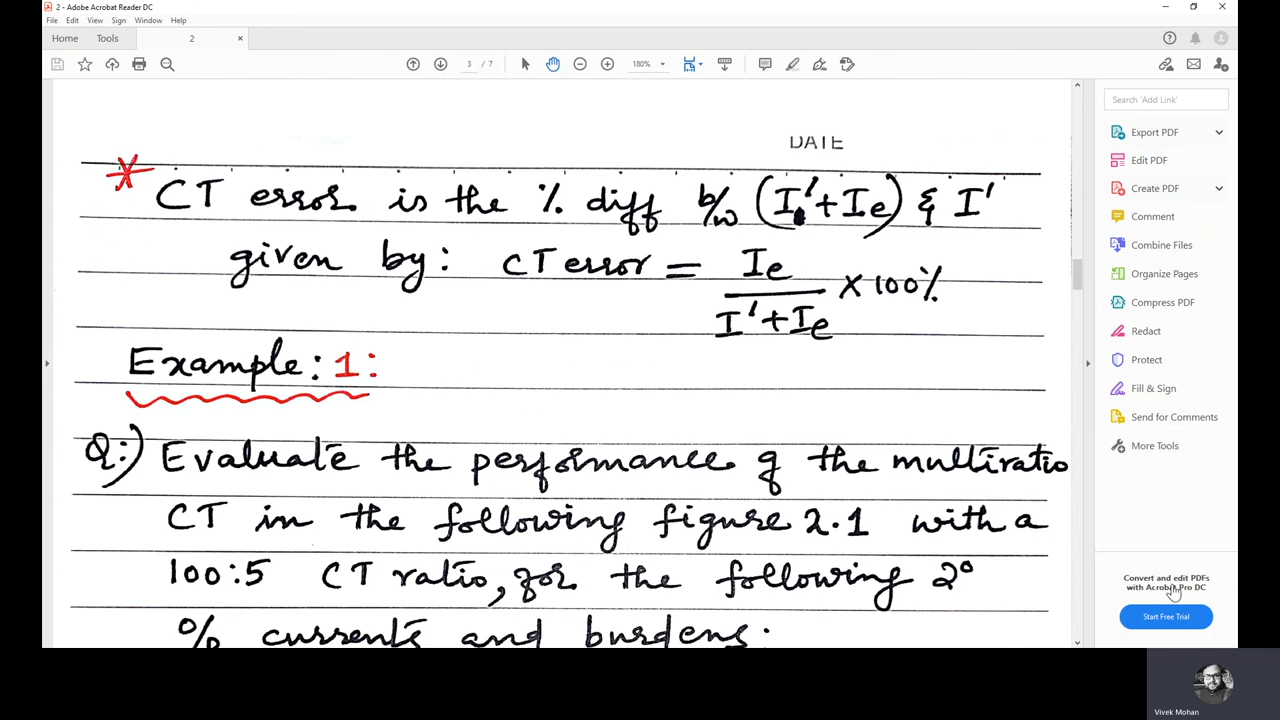 2 - Adobe Acrobat Reader DC
File Edit View Sign Window Help
Home Tools 2 ×
3 / 7 180%
DATE
* CT error is the % diff b/w (I'+Ie) & I'
given by: CT error = Ie / I'+Ie × 100%
Example: 1:
Q:) Evaluate the performance of the multiratio
CT in the following figure 2.1 with a
100:5 CT ratio, for the following 2°
o/p currents and burdens:
Search 'Add Link'
Export PDF
Edit PDF
Create PDF
Comment
Combine Files
Organize Pages
Compress PDF
Redact
Protect
Fill & Sign
Send for Comments
More Tools
Convert and edit PDFs
with Acrobat Pro DC
Start Free Trial
Vivek Mohan